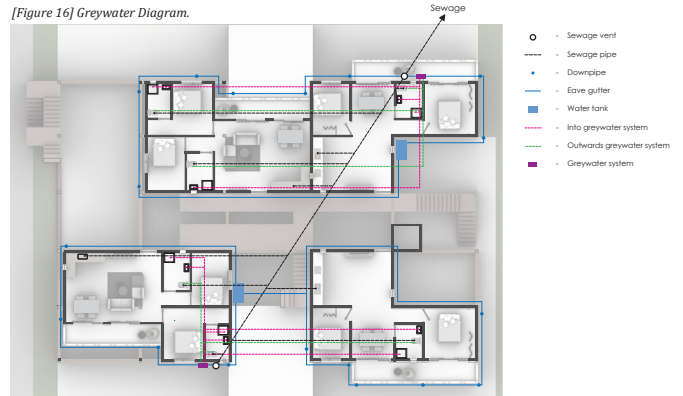 [Figure 16] Greywater Diagram.
Sewage
- Sewage vent
- Sewage pipe
- Downpipe
- Eave gutter
- Water tank
- Into greywater system
- Outwards greywater system
- Greywater system